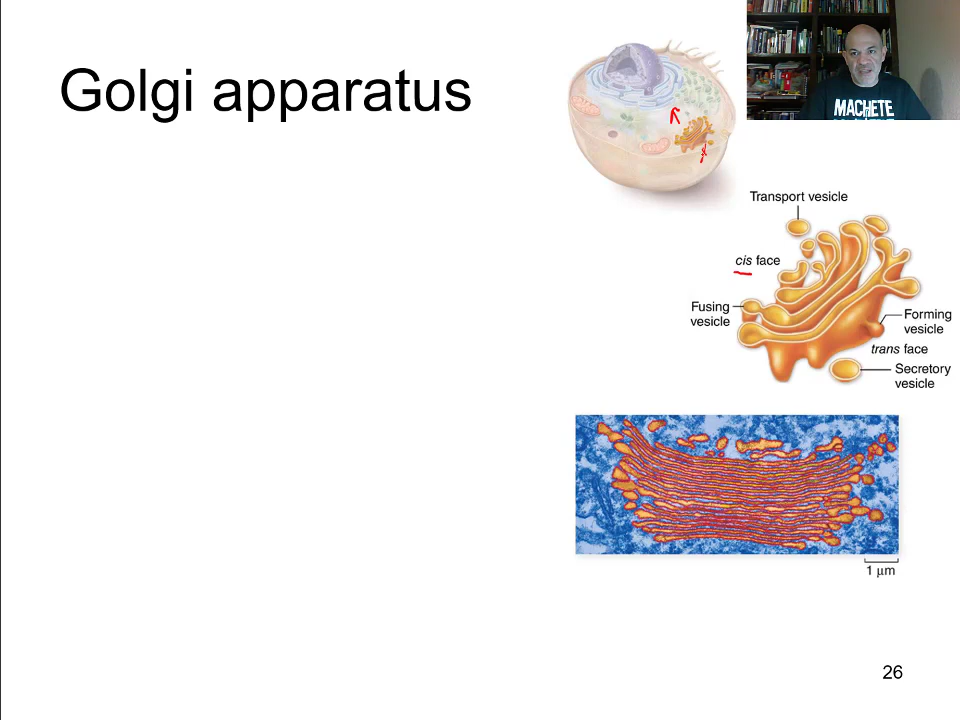 Golgi apparatus
MACHETE
Transport vesicle
cis face
Fusing
vesicle
Forming
vesicle
trans face
Secretory
vesicle
1 µm
26